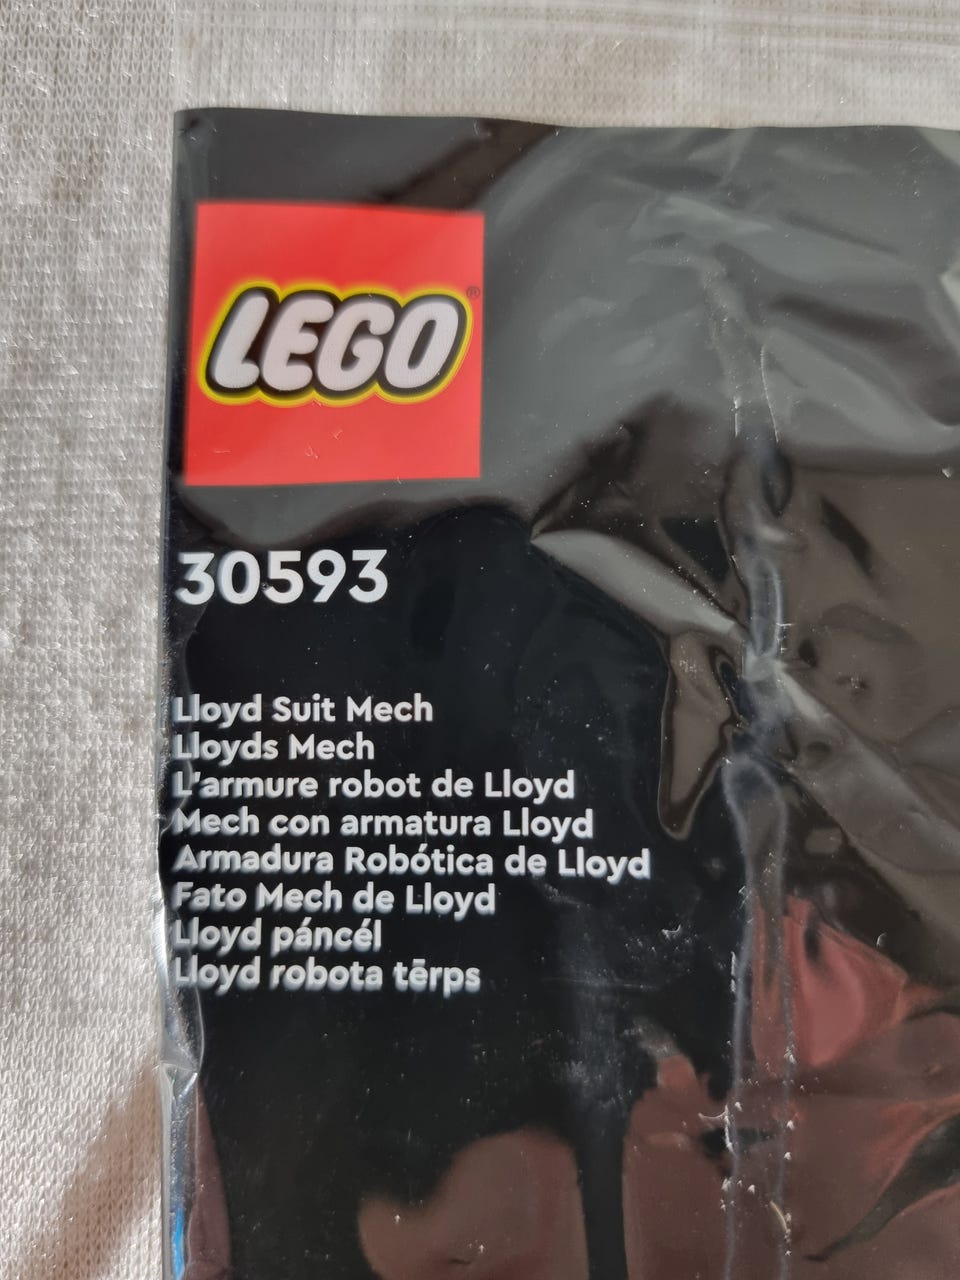 LEGO®
30593
Lloyd Suit Mech
Lloyds Mech
L'armure robot de Lloyd
Mech con armatura Lloyd
Armadura Robótica de Lloyd
Fato Mech de Lloyd
Lloyd páncél
Lloyd robota tērps